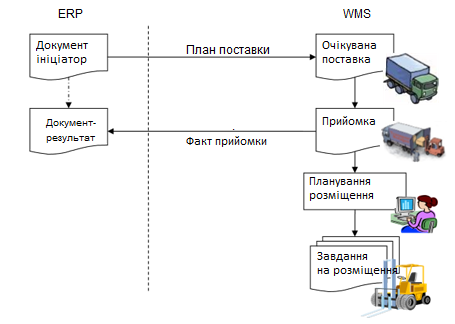 ERP
WMS
Документ
ініціатор
План поставки
Очікувана
поставка
Документ-
результат
Факт прийомки
Прийомка
Планування
розміщення
Завдання
на розміщення